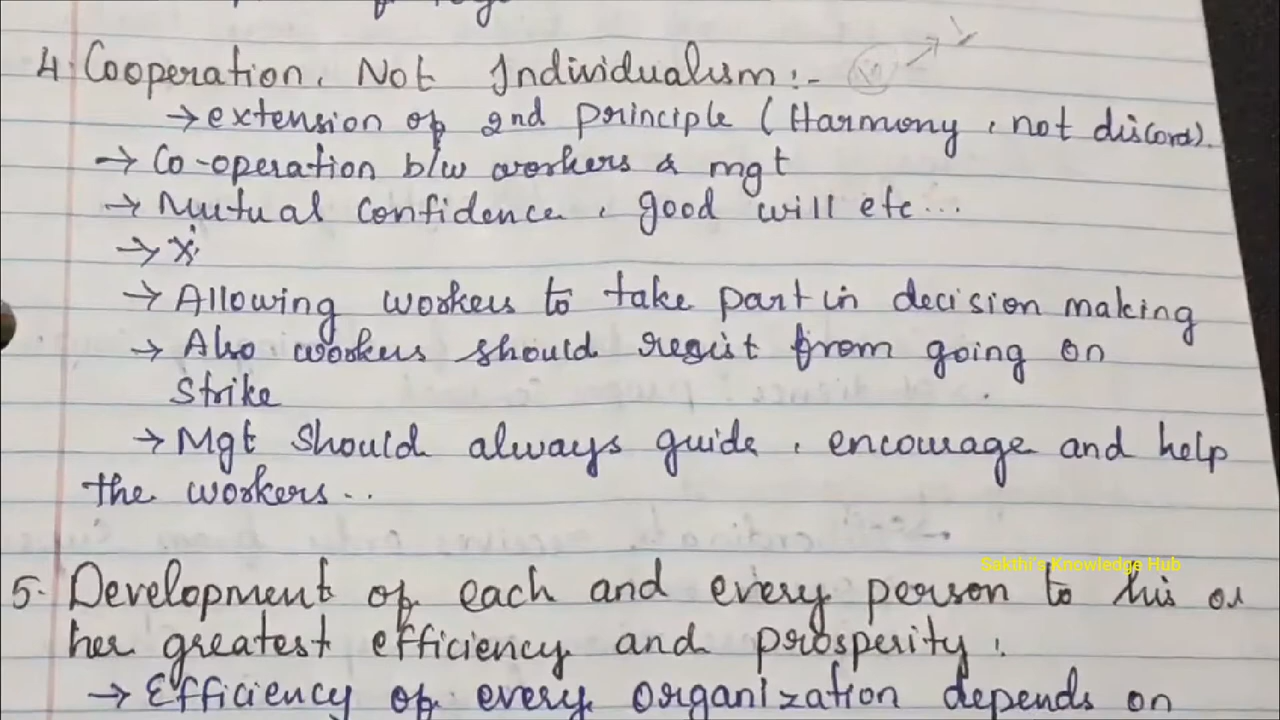 4. Cooperation, Not Individualism :-
→ extension of 2nd principle (Harmony, not discord).
→ Co-operation b/w workers & mgt
→ Mutual confidence, good will etc...
→
→ Allowing workers to take part in decision making
→ Also workers should resist from going on
Strike
→ Mgt should always guide, encourage and help
the workers...
Sakthi's Knowledge Hub
5. Development of each and every person to his or
her greatest efficiency and prosperity.
→ Efficiency of every organization depends on